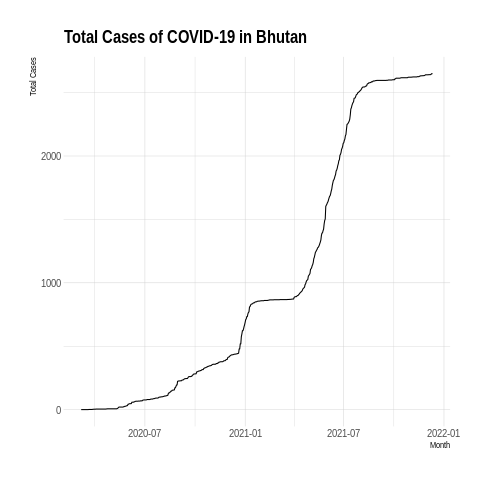 Total Cases of COVID-19 in Bhutan
Total Cases
2000
1000
0
2020-07 2021-01 2021-07 2022-01
Month